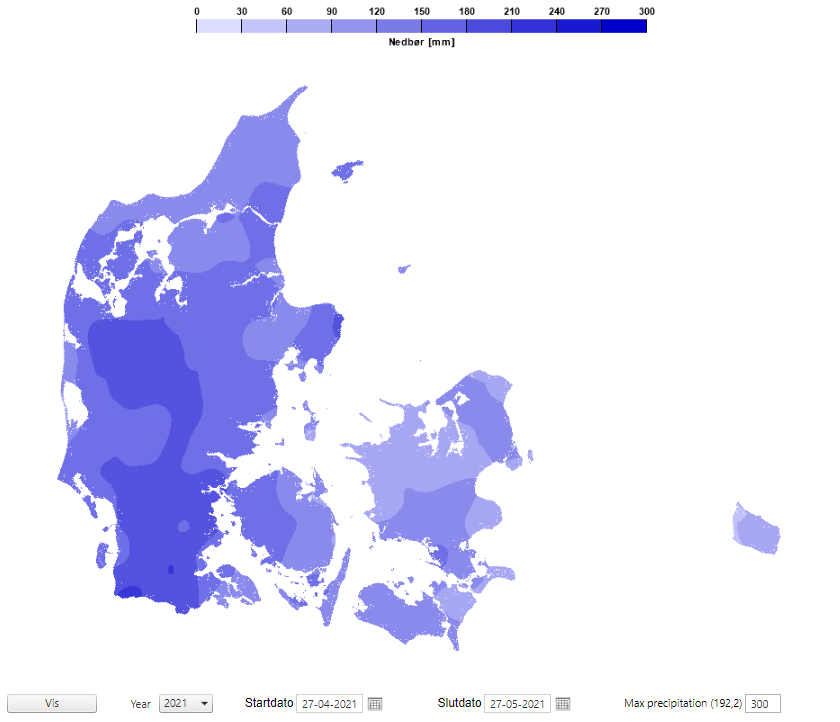 0 30 60 90 120 150 180 210 240 270 300
Nedbør [mm]
Vis Year 2021 Startdato 27-04-2021 Slutdato 27-05-2021 Max precipitation (192,2) 300